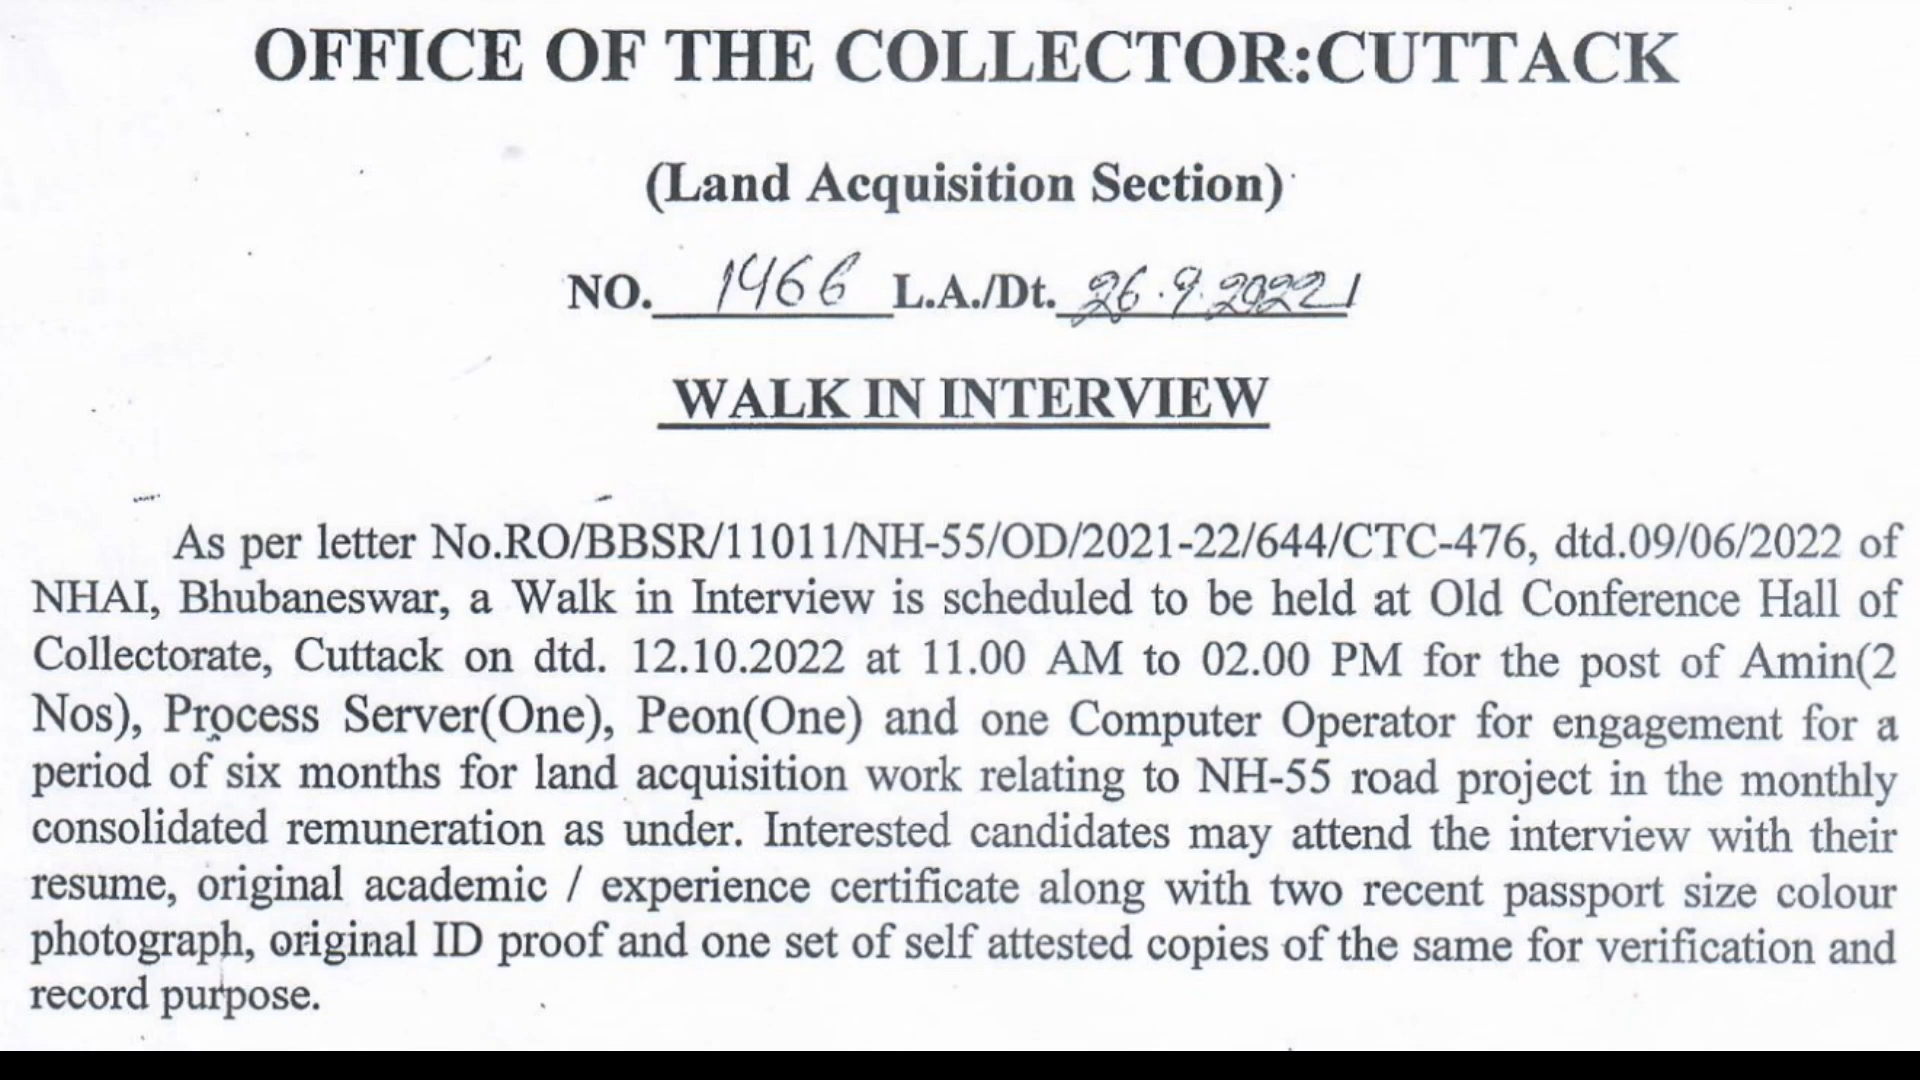 OFFICE OF THE COLLECTOR:CUTTACK
(Land Acquisition Section)
NO. 1466 L.A./Dt. 26.9.2022/
WALK IN INTERVIEW
As per letter No.RO/BBSR/11011/NH-55/OD/2021-22/644/CTC-476, dtd.09/06/2022 of
NHAI, Bhubaneswar, a Walk in Interview is scheduled to be held at Old Conference Hall of
Collectorate, Cuttack on dtd. 12.10.2022 at 11.00 AM to 02.00 PM for the post of Amin(2
Nos), Process Server(One), Peon(One) and one Computer Operator for engagement for a
period of six months for land acquisition work relating to NH-55 road project in the monthly
consolidated remuneration as under. Interested candidates may attend the interview with their
resume, original academic / experience certificate along with two recent passport size colour
photograph, original ID proof and one set of self attested copies of the same for verification and
record purpose.